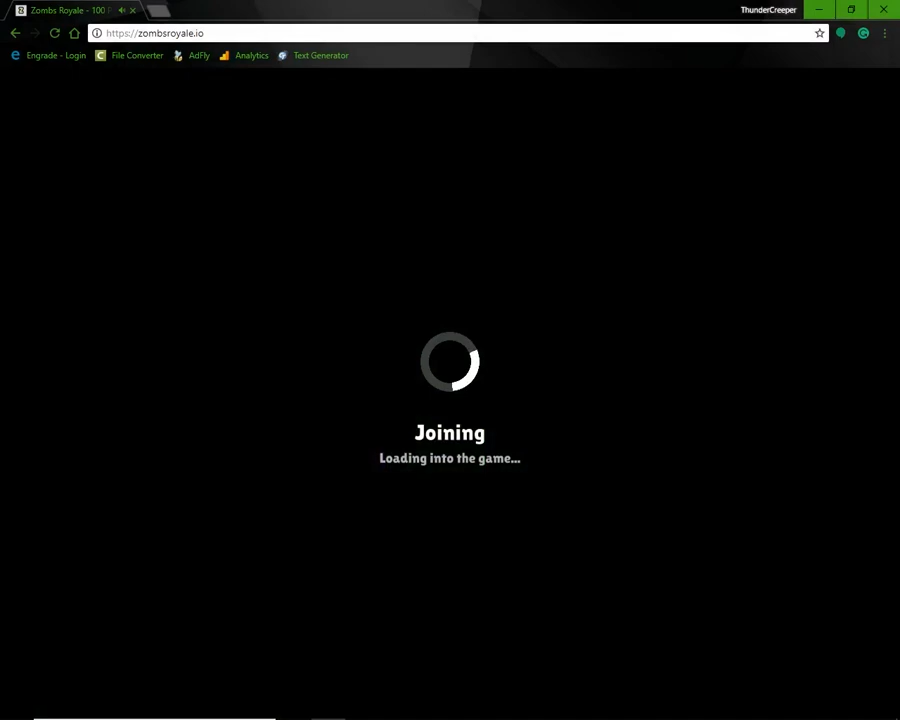 Zombs Royale - 100
ThunderCreeper
https://zombsroyale.io
Engrade - Login
File Converter
AdFly
Analytics
Text Generator
Joining
Loading into the game...